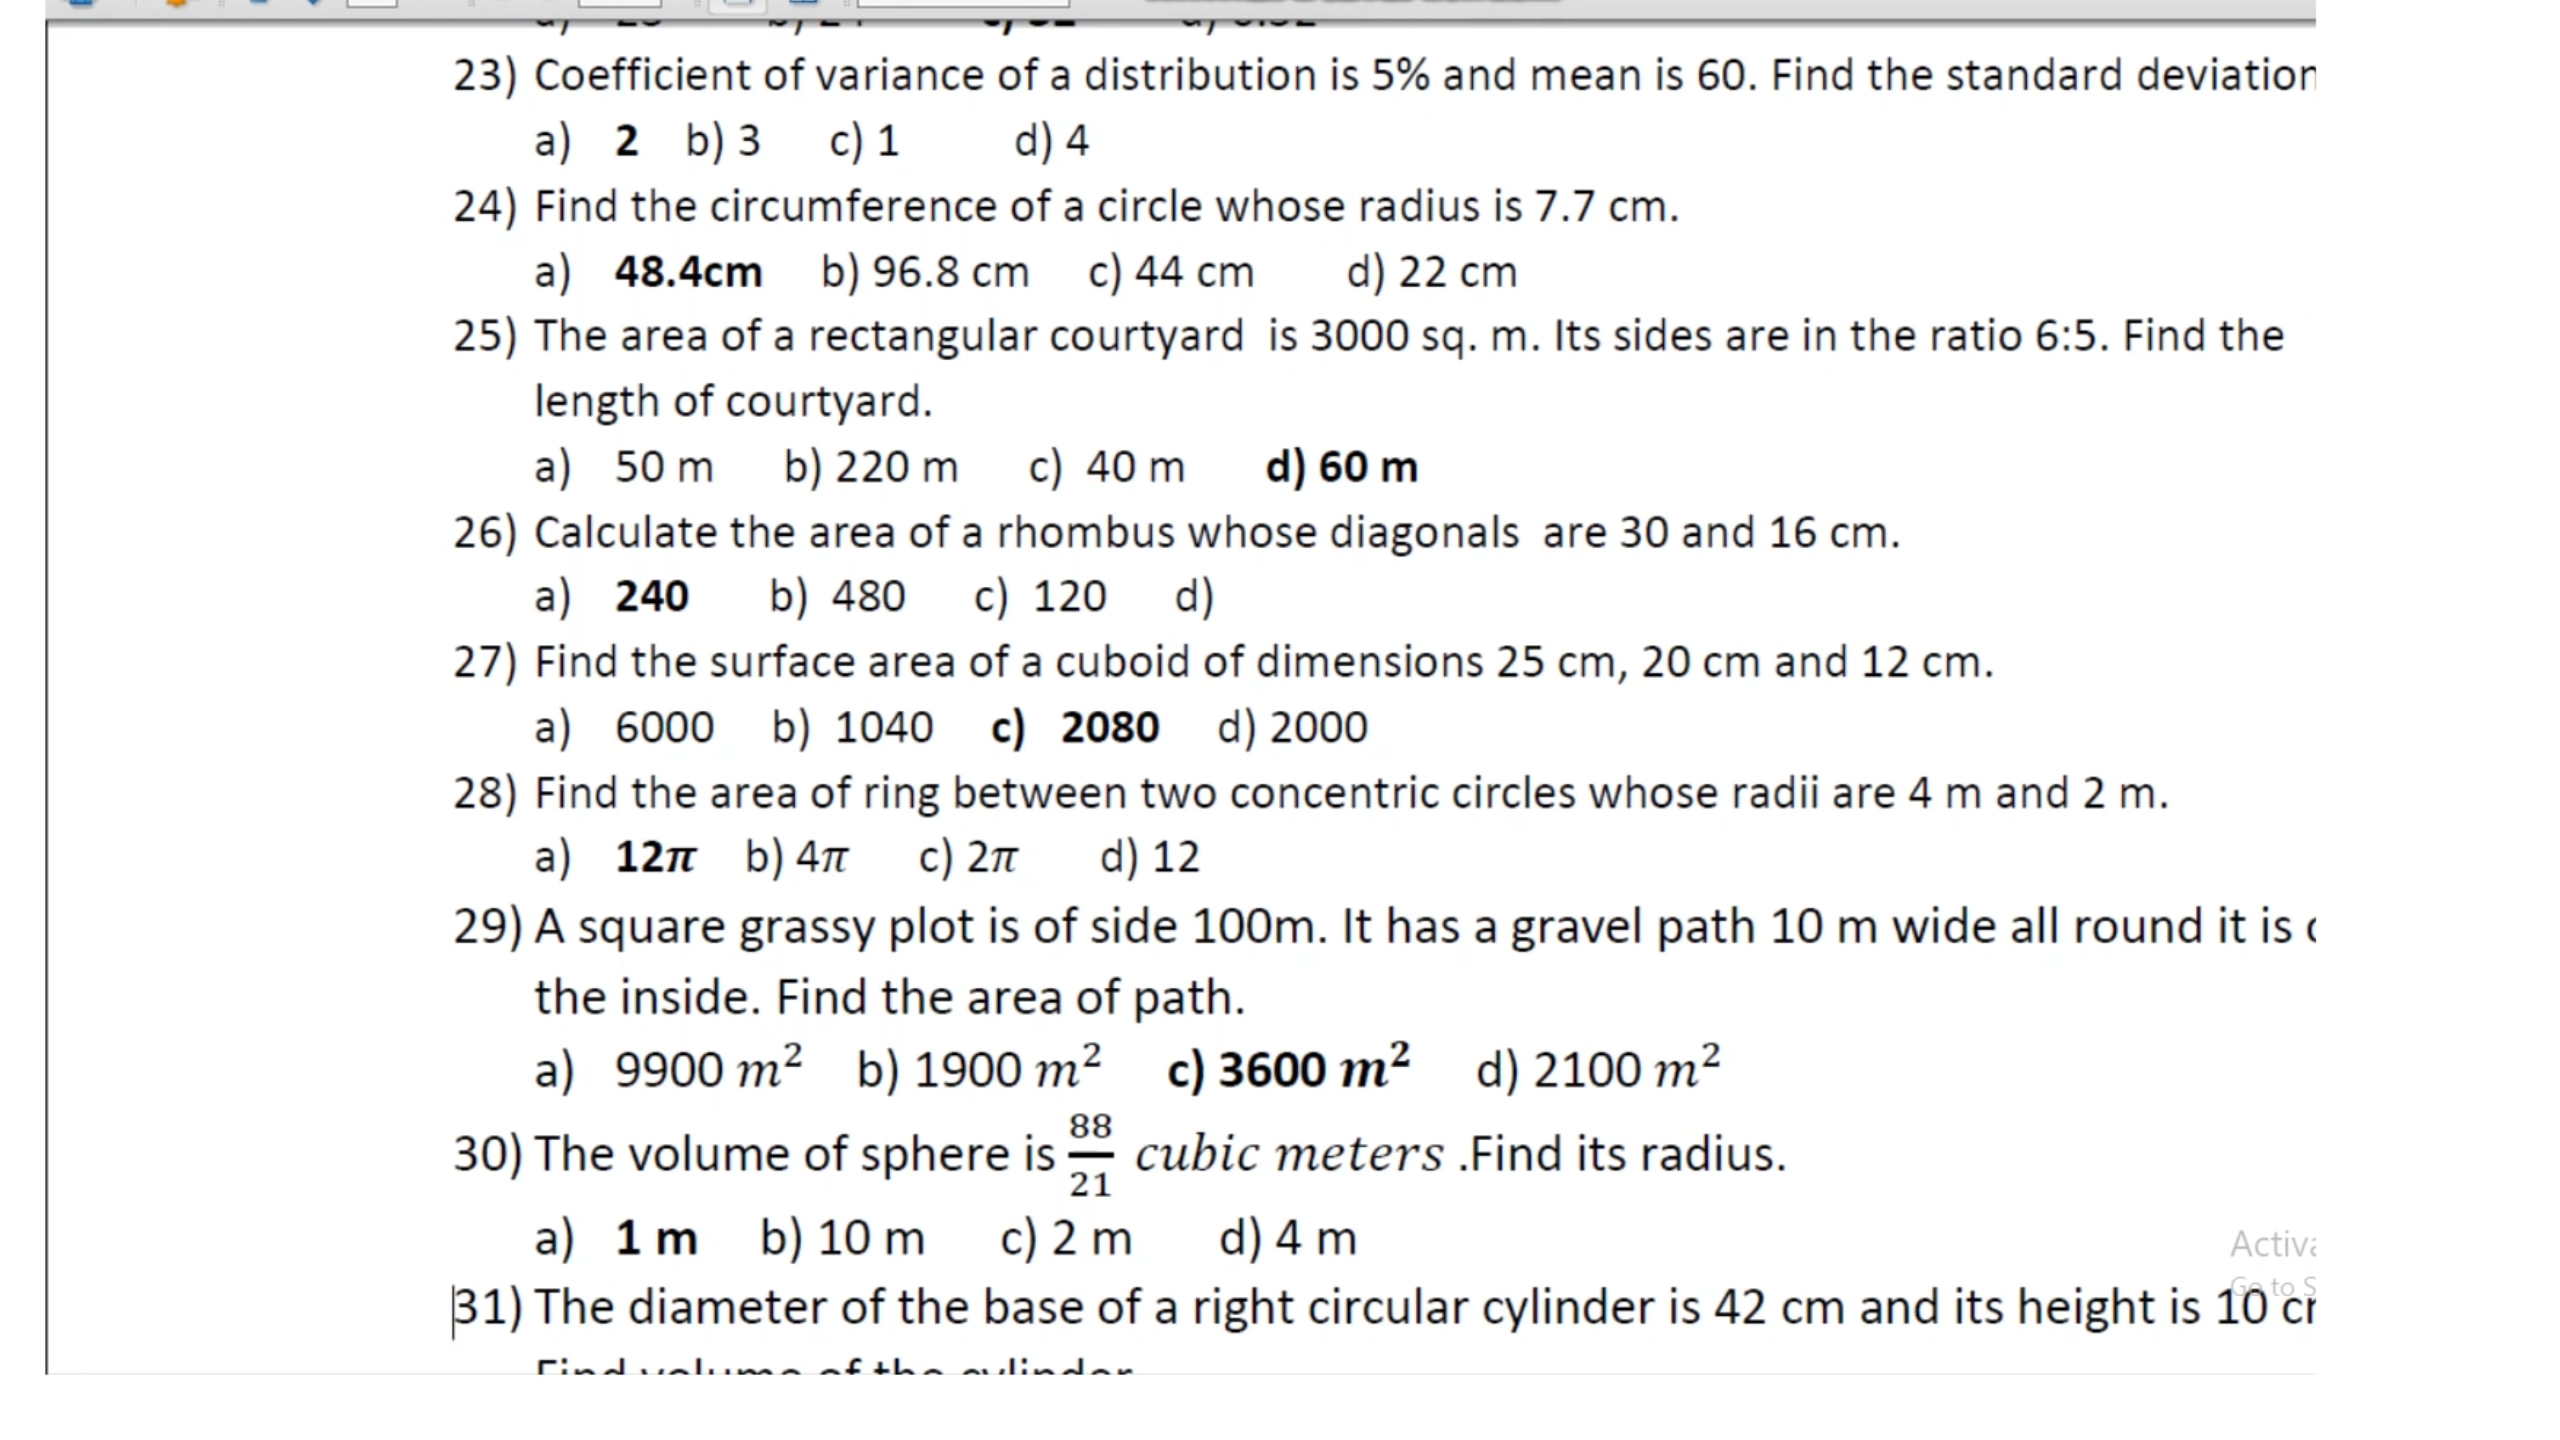 23) Coefficient of variance of a distribution is 5% and mean is 60. Find the standard deviation
a) 2 b) 3 c) 1 d) 4
24) Find the circumference of a circle whose radius is 7.7 cm.
a) 48.4cm b) 96.8 cm c) 44 cm d) 22 cm
25) The area of a rectangular courtyard is 3000 sq. m. Its sides are in the ratio 6:5. Find the
length of courtyard.
a) 50 m b) 220 m c) 40 m d) 60 m
26) Calculate the area of a rhombus whose diagonals are 30 and 16 cm.
a) 240 b) 480 c) 120 d)
27) Find the surface area of a cuboid of dimensions 25 cm, 20 cm and 12 cm.
a) 6000 b) 1040 c) 2080 d) 2000
28) Find the area of ring between two concentric circles whose radii are 4 m and 2 m.
a) 12π b) 4π c) 2π d) 12
29) A square grassy plot is of side 100m. It has a gravel path 10 m wide all round it is
the inside. Find the area of path.
a) 9900 m² b) 1900 m² c) 3600 m² d) 2100 m²
30) The volume of sphere is 88/21 cubic meters .Find its radius.
a) 1 m b) 10 m c) 2 m d) 4 m
Activa
Go to S
31) The diameter of the base of a right circular cylinder is 42 cm and its height is 10
Find volume of the cylinder